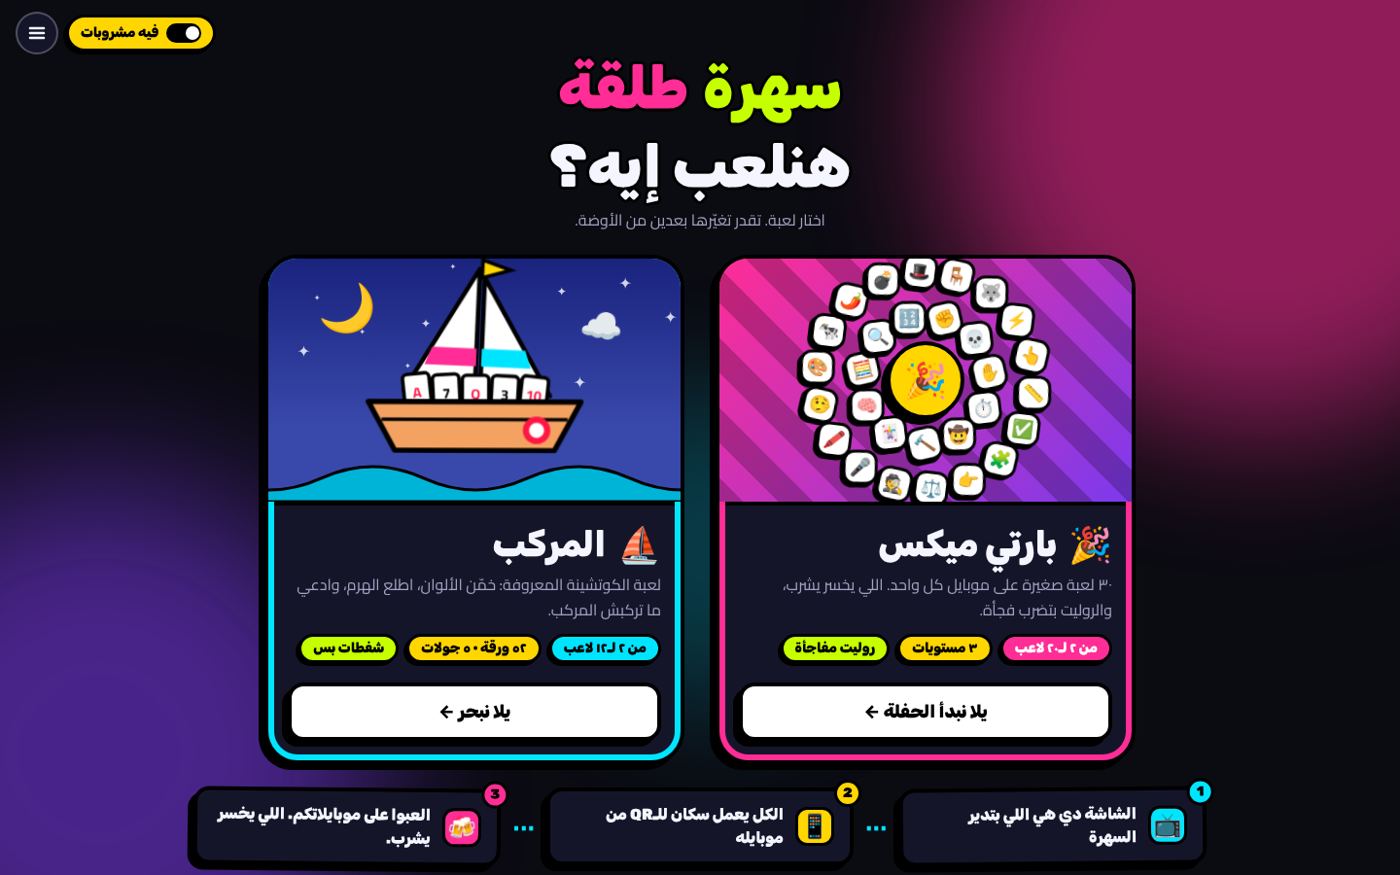 فيه مشروبات
سهرة طلقة
هنلعب إيه؟
اختار لعبة. تقدر تغيّرها بعدين من الأوضة.
🎉 بارتي ميكس
٣٠ لعبة صغيرة على موبايل كل واحد. اللي يخسر يشرب،
والروليت بتضرب فجأة.
من ٢ لـ٢٠ لاعب
٣ مستويات
روليت مفاجأة
يلا نبدأ الحفلة ←
A 7 Q 3 10
⛵ المركب
لعبة الكوتشينة المعروفة: خمّن الألوان، اطلع الهرم، وادعي
ما تركبش المركب.
من ٢ لـ١٢ لاعب
٥٢ ورقة • ٥ جولات
شفطات بس
يلا نبحر ←
1
الشاشة دي هي اللي بتدير
السهرة
2
الكل يعمل سكان للـQR من
موبايله
3
العبوا على موبايلاتكم. اللي يخسر
يشرب.